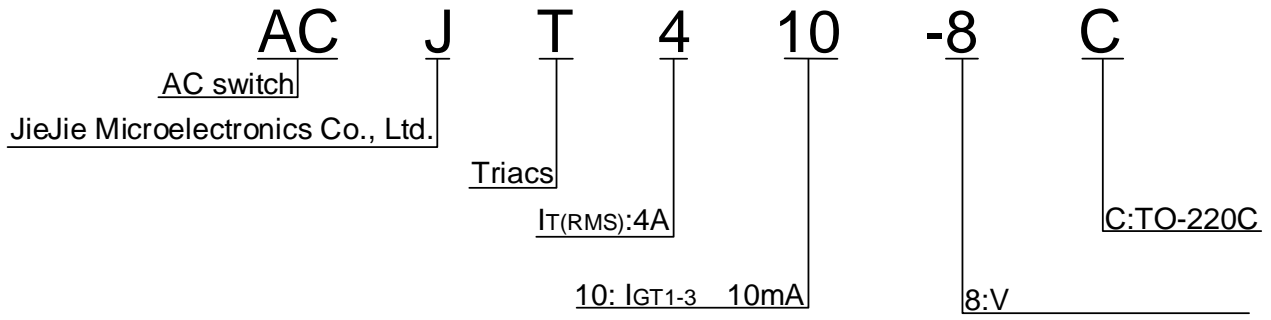 AC J T 4 10 -8 C
AC switch
JieJie Microelectronics Co., Ltd.
Triacs
IT(RMS):4A
C:TO-220C
10: IGT1-3 10mA
8:V